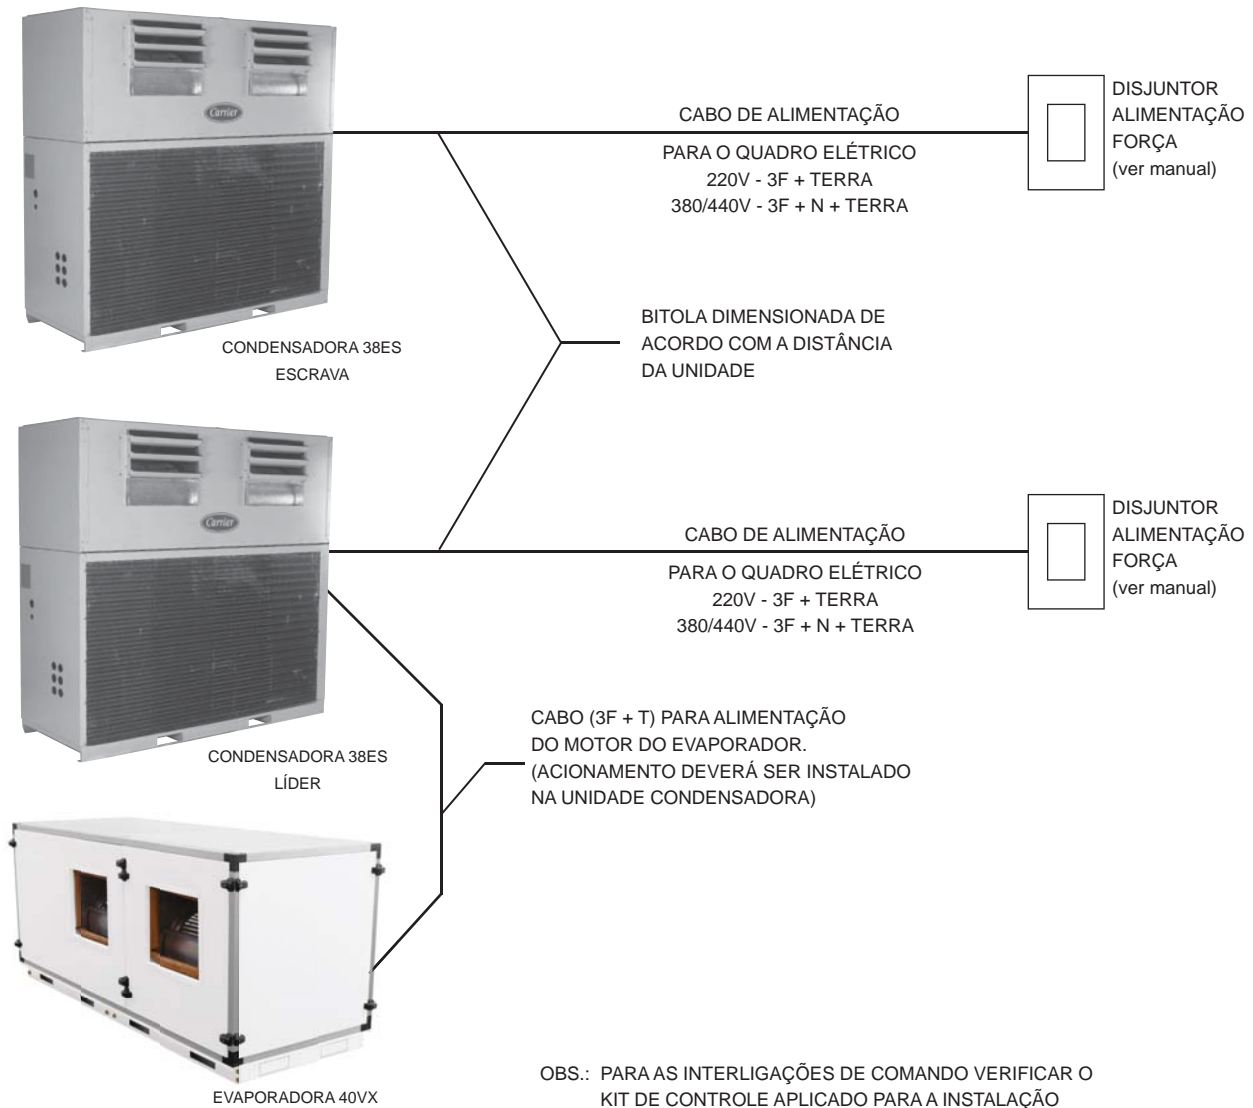 Carrier
CABO DE ALIMENTAÇÃO
PARA O QUADRO ELÉTRICO
220V - 3F + TERRA
380/440V - 3F + N + TERRA
DISJUNTOR
ALIMENTAÇÃO
FORÇA
(ver manual)
CONDENSADORA 38ES
ESCRAVA
BITOLA DIMENSIONADA DE
ACORDO COM A DISTÂNCIA
DA UNIDADE
Carrier
CABO DE ALIMENTAÇÃO
PARA O QUADRO ELÉTRICO
220V - 3F + TERRA
380/440V - 3F + N + TERRA
DISJUNTOR
ALIMENTAÇÃO
FORÇA
(ver manual)
CONDENSADORA 38ES
LÍDER
CABO (3F + T) PARA ALIMENTAÇÃO
DO MOTOR DO EVAPORADOR.
(ACIONAMENTO DEVERÁ SER INSTALADO
NA UNIDADE CONDENSADORA)
EVAPORADORA 40VX
OBS.: PARA AS INTERLIGAÇÕES DE COMANDO VERIFICAR O
KIT DE CONTROLE APLICADO PARA A INSTALAÇÃO